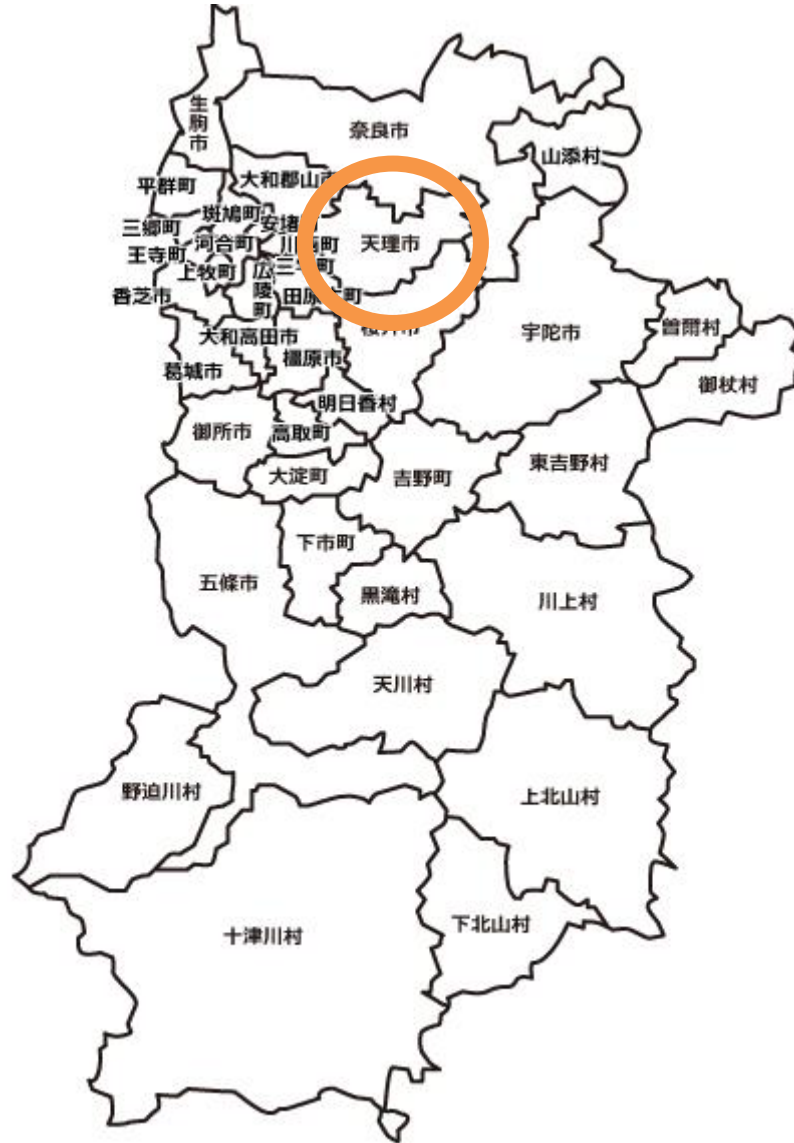 生駒市
奈良市
山添村
平群町
大和郡山市
斑鳩町
安堵
三郷町
河合町
川西町
天理市
王寺町
上牧町
広陵町
三
町
香芝市
田原
町
大和高田市
橿原市
桜井市
宇陀市
曽爾村
葛城市
御杖村
明日香村
御所市
高取町
大淀町
吉野町
東吉野村
下市町
五條市
黒滝村
川上村
天川村
野迫川村
上北山村
十津川村
下北山村